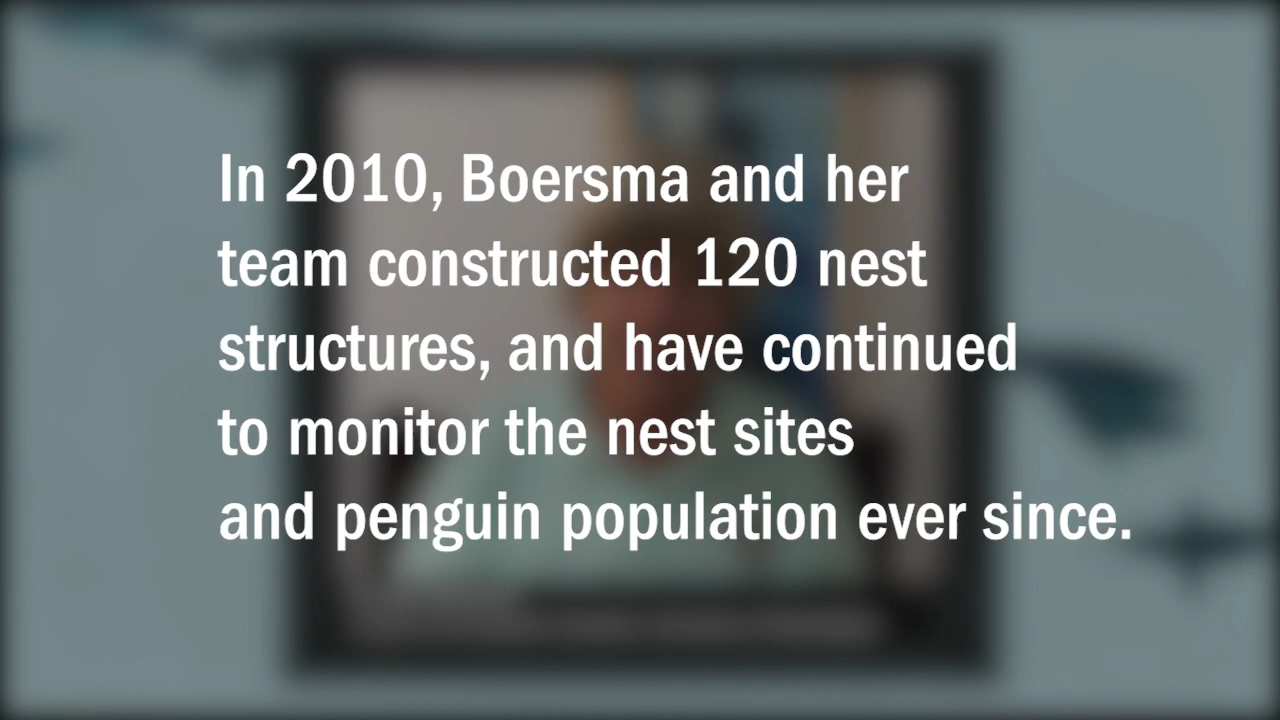 In 2010, Boersma and her
team constructed 120 nest
structures, and have continued
to monitor the nest sites
and penguin population ever since.